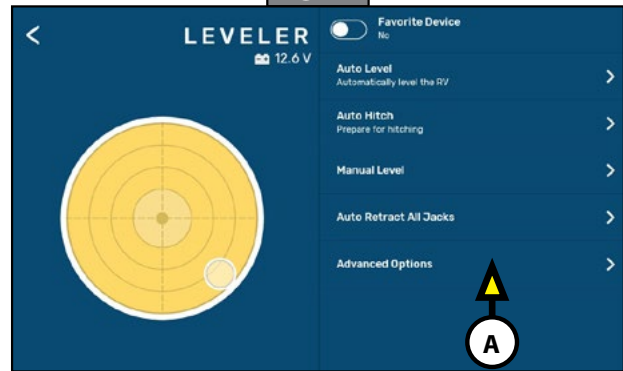 LEVELER
12.6 V
Favorite Device
No
Auto Level
Automatically level the RV
Auto Hitch
Prepare for hitching
Manual Level
Auto Retract All Jacks
Advanced Options
A